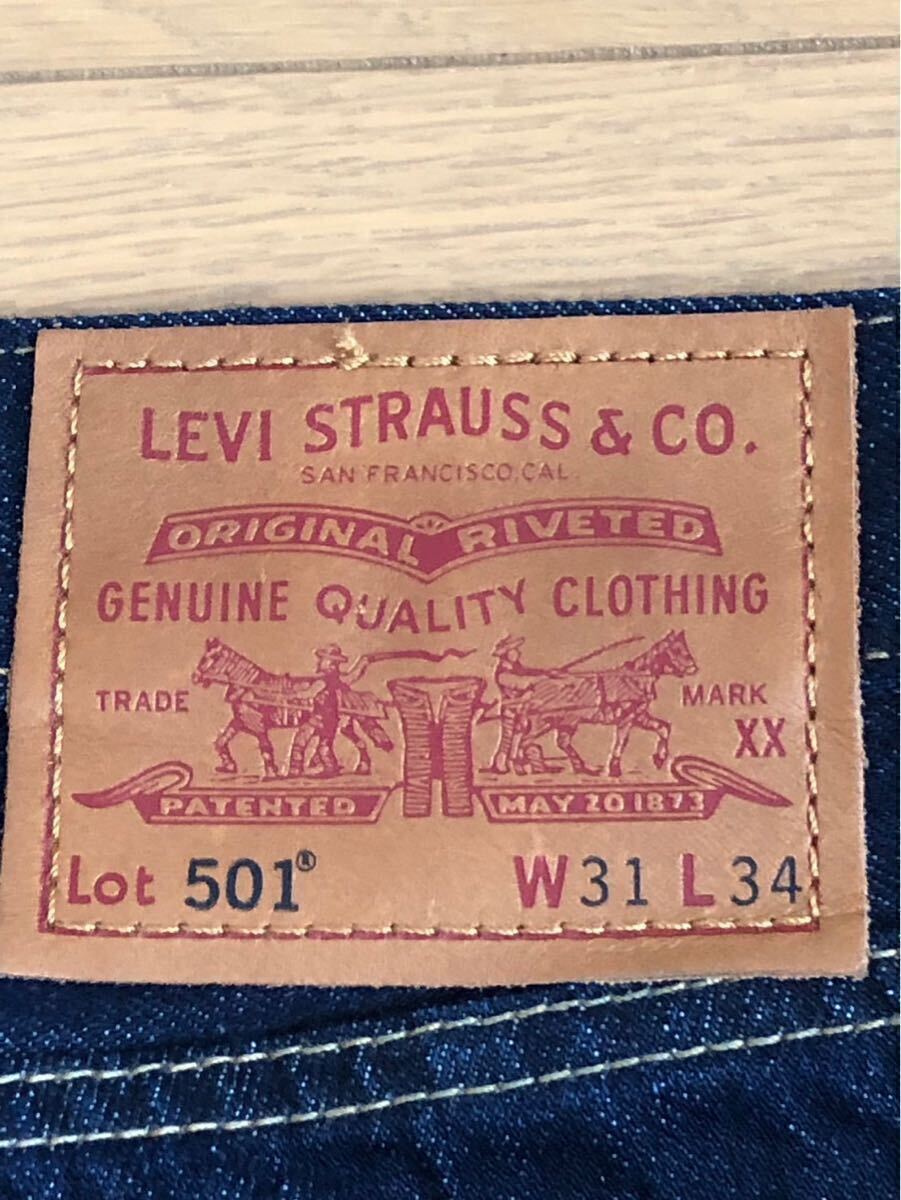 LEVI STRAUSS & CO.
SAN FRANCISCO, CAL.
ORIGINAL RIVETED
GENUINE QUALITY CLOTHING
TRADE MARK
XX
PATENTED MAY 20 1873
Lot 501® W31 L34